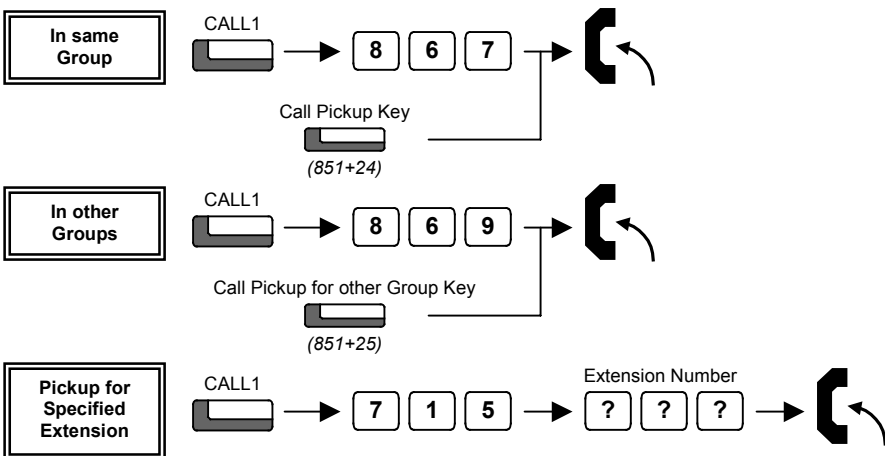 In same
Group
CALL1
8 6 7
Call Pickup Key
(851+24)
In other
Groups
CALL1
8 6 9
Call Pickup for other Group Key
(851+25)
Pickup for
Specified
Extension
CALL1
7 1 5
Extension Number
? ? ?